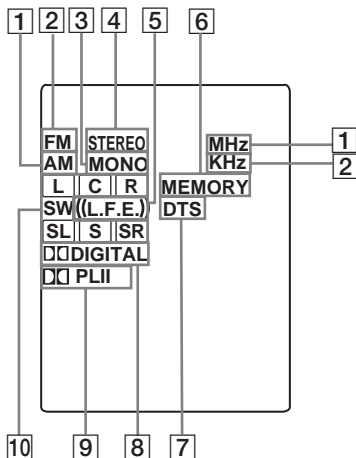 1 2 3 4 5 6
FM STEREO MHz 1
AM MONO KHz 2
L C R MEMORY
SW ((L.F.E.) DTS
SL S SR
DIGITAL
PLII
10 9 8 7